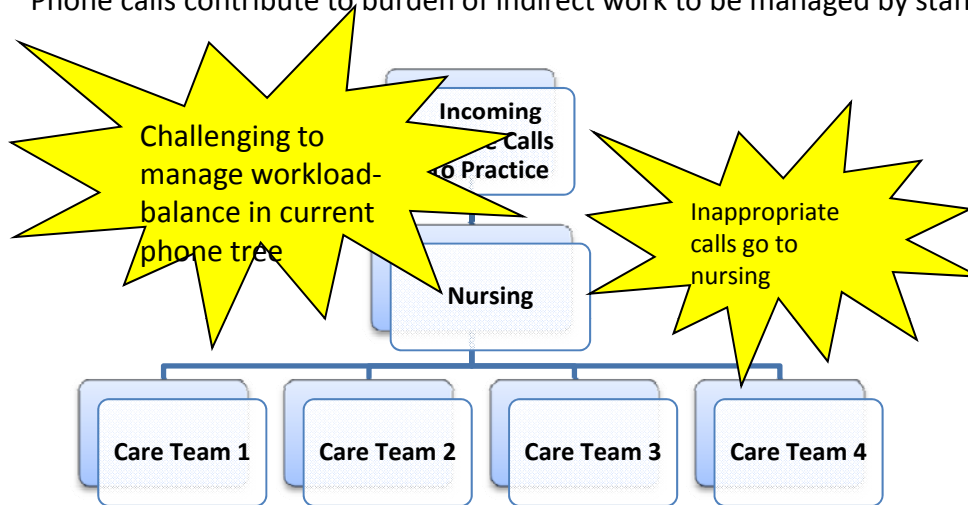 Phone calls contribute to burden of indirect work to be managed by
Incoming
Calls
Practice
Challenging to
manage workload-
balance in current
phone tree
Inappropriate
calls go to
nursing
Nursing
Care Team 1
Care Team 2
Care Team 3
Care Team 4